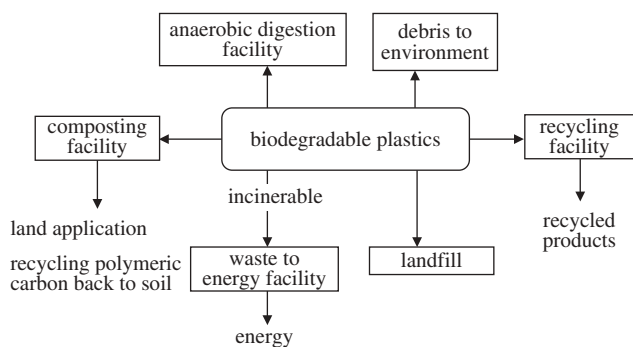 anaerobic digestion
facility
debris to
environment
composting
facility
biodegradable plastics
recycling
facility
incinerable
land application
recycling polymeric
carbon back to soil
waste to
energy facility
landfill
recycled
products
energy